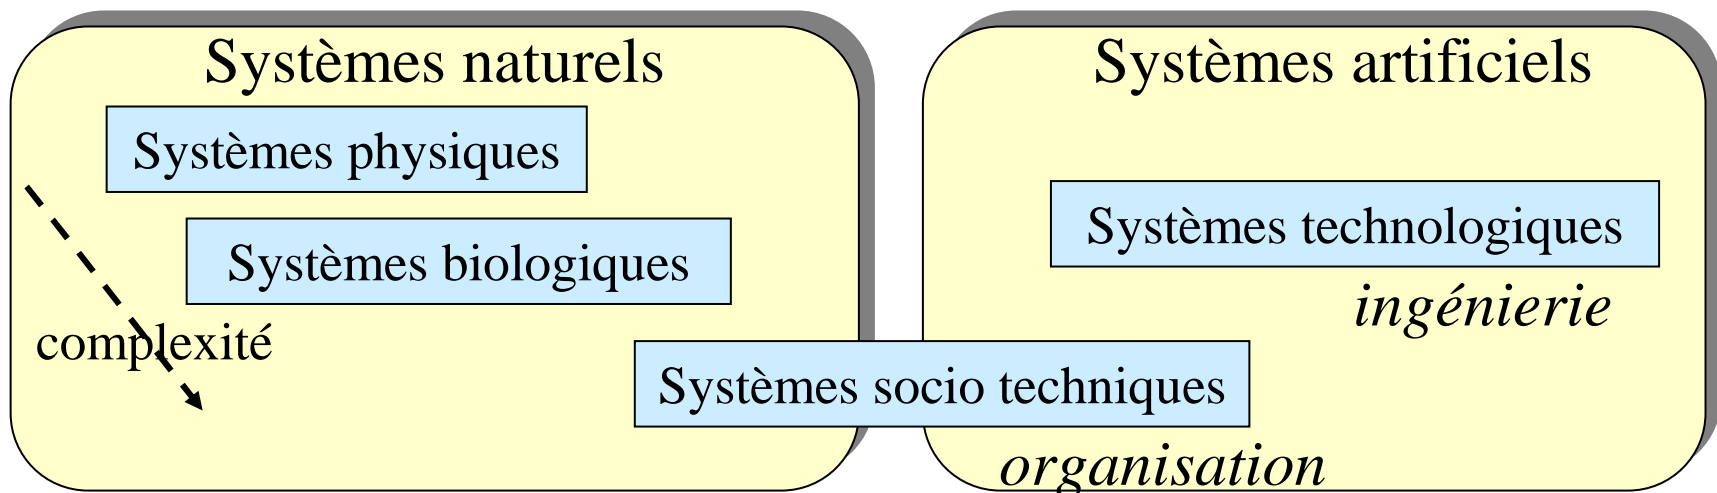 Systèmes naturels
Systèmes physiques
Systèmes biologiques
complexité
Systèmes artificiels
Systèmes technologiques
ingénierie
Systèmes socio techniques
organisation